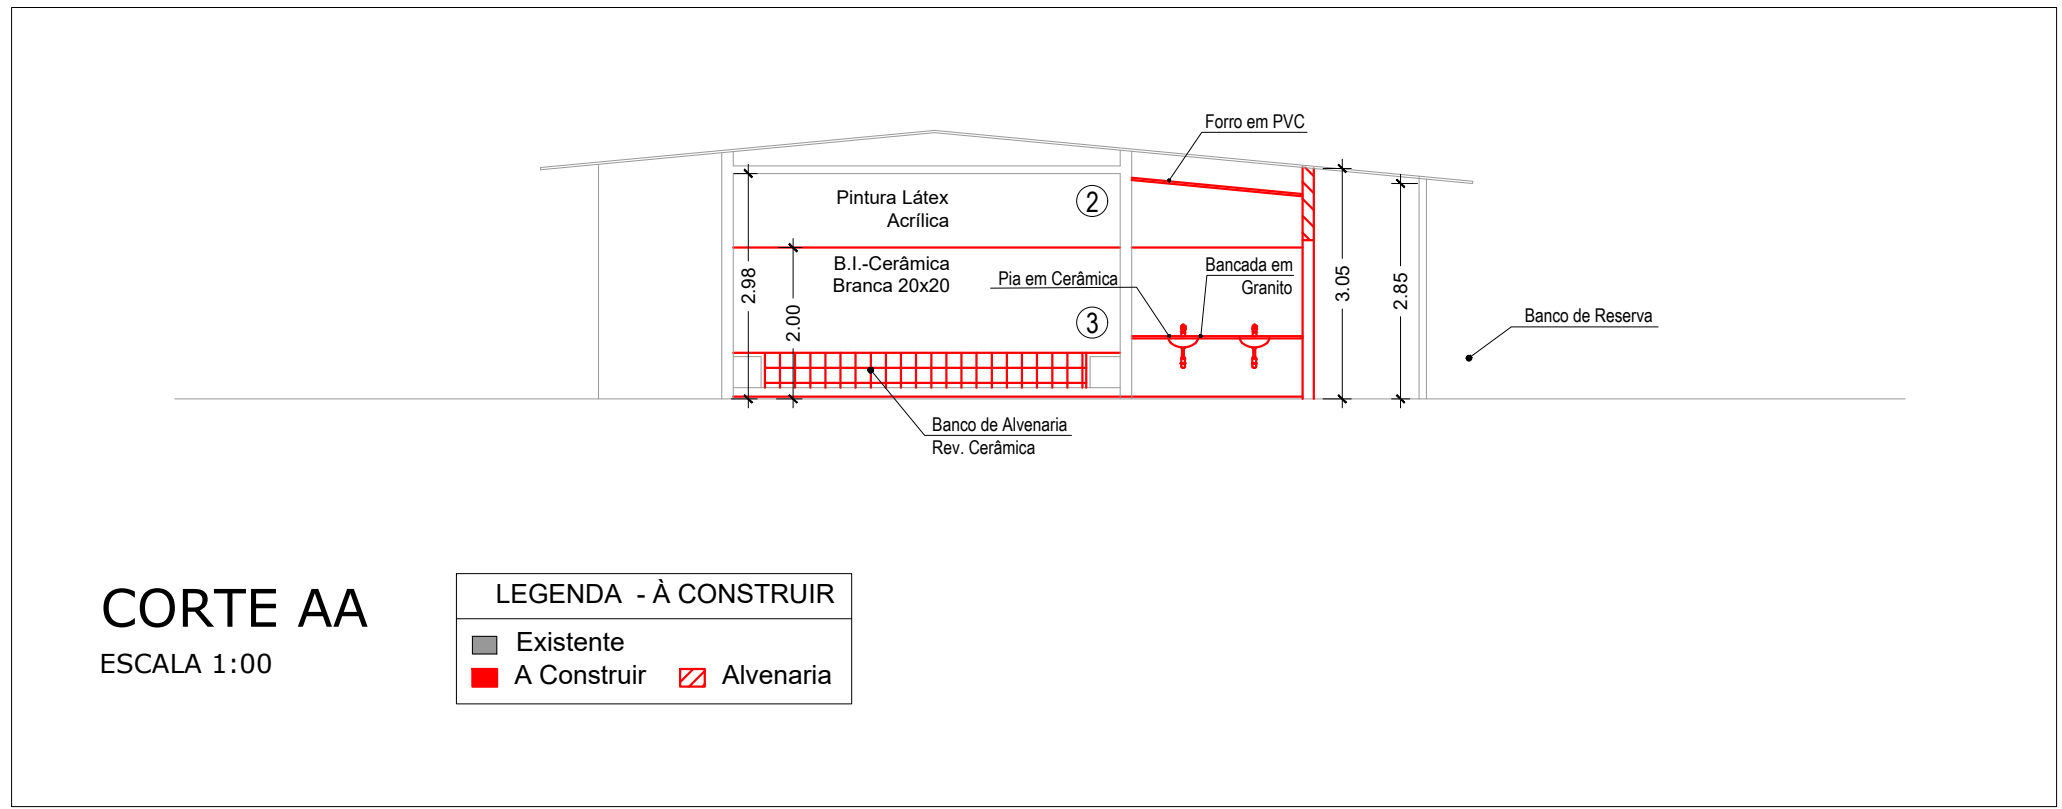 Forro em PVC
Pintura Látex
Acrílica
2
B.I.-Cerâmica
Branca 20x20
Pia em Cerâmica
Bancada em
Granito
2.98
2.00
3
3.05
2.85
Banco de Reserva
Banco de Alvenaria
Rev. Cerâmica
CORTE AA
ESCALA 1:00
LEGENDA - À CONSTRUIR
Existente
A Construir
Alvenaria